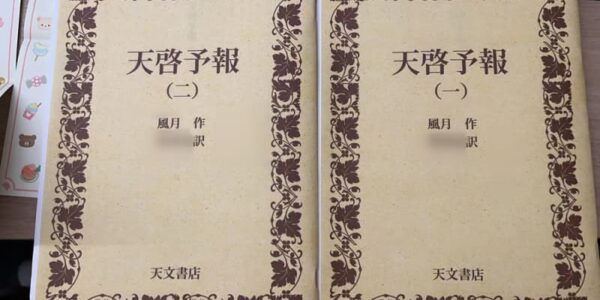 天啓予報
(二)
風月 作
訳
天文書店
天啓予報
(一)
風月 作
訳
天文書店